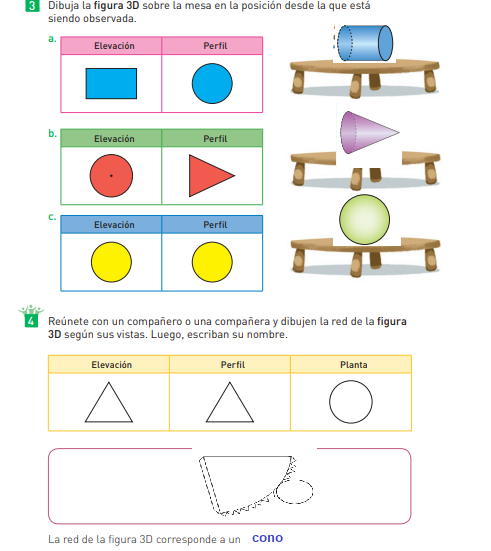 3 Dibuja la figura 3D sobre la mesa en la posición desde la que está
siendo observada.
a.
Elevación Perfil
b.
Elevación Perfil
c.
Elevación Perfil
4 Reúnete con un compañero o una compañera y dibujen la red de la figura
3D según sus vistas. Luego, escriban su nombre.
Elevación Perfil Planta
La red de la figura 3D corresponde a un cono